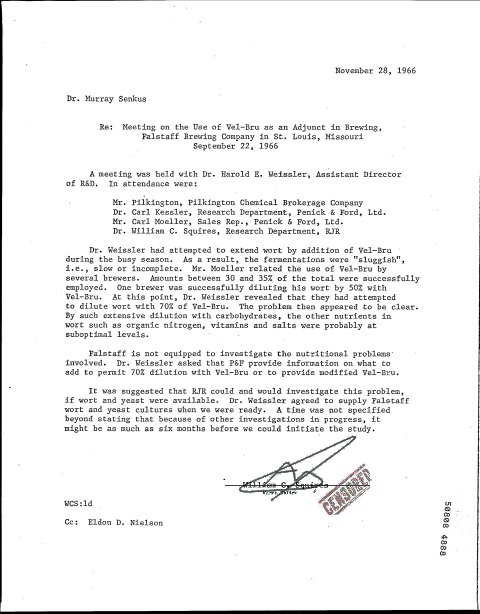 November 28, 1966
Dr. Murray Senkus
Re: Meeting on the Use of Vel-Bru as an Adjunct in Brewing,
Falstaff Brewing Company in St. Louis, Missouri
September 22, 1966
A meeting was held with Dr. Harold E. Weissler, Assistant Director
of R&D. In attendance were:
Mr. Pilkington, Pilkington Chemical Brokerage Company
Dr. Carl Kessler, Research Department, Penick & Ford, Ltd.
Mr. Carl Moeller, Sales Rep., Penick & Ford, Ltd.
Dr. William C. Squires, Research Department, RJR
Dr. Weissler had attempted to extend wort by addition of Vel-Bru
during the busy season. As a result, the fermentations were "sluggish",
i.e., slow or incomplete. Mr. Moeller related the use of Vel-Bru by
several brewers. Amounts between 30 and 35% of the total were successfully
employed. One brewer was successfully diluting his wort by 50% with
Vel-Bru. At this point, Dr. Weissler revealed that they had attempted
to dilute wort with 70% of Vel-Bru. The problem then appeared to be clear.
By such extensive dilution with carbohydrates, the other nutrients in
wort such as organic nitrogen, vitamins and salts were probably at
suboptimal levels.
Falstaff is not equipped to investigate the nutritional problems
involved. Dr. Weissler asked that P&F provide information on what to
add to permit 70% dilution with Vel-Bru or to provide modified Vel-Bru.
It was suggested that RJR could and would investigate this problem,
if wort and yeast were available. Dr. Weissler agreed to supply Falstaff
wort and yeast cultures when we were ready. A time was not specified
beyond stating that because of other investigations in progress, it
might be as much as six months before we could initiate the study.
William C. Squires
CENSORED
WCS:ld
Cc: Eldon D. Nielson
50808 4888